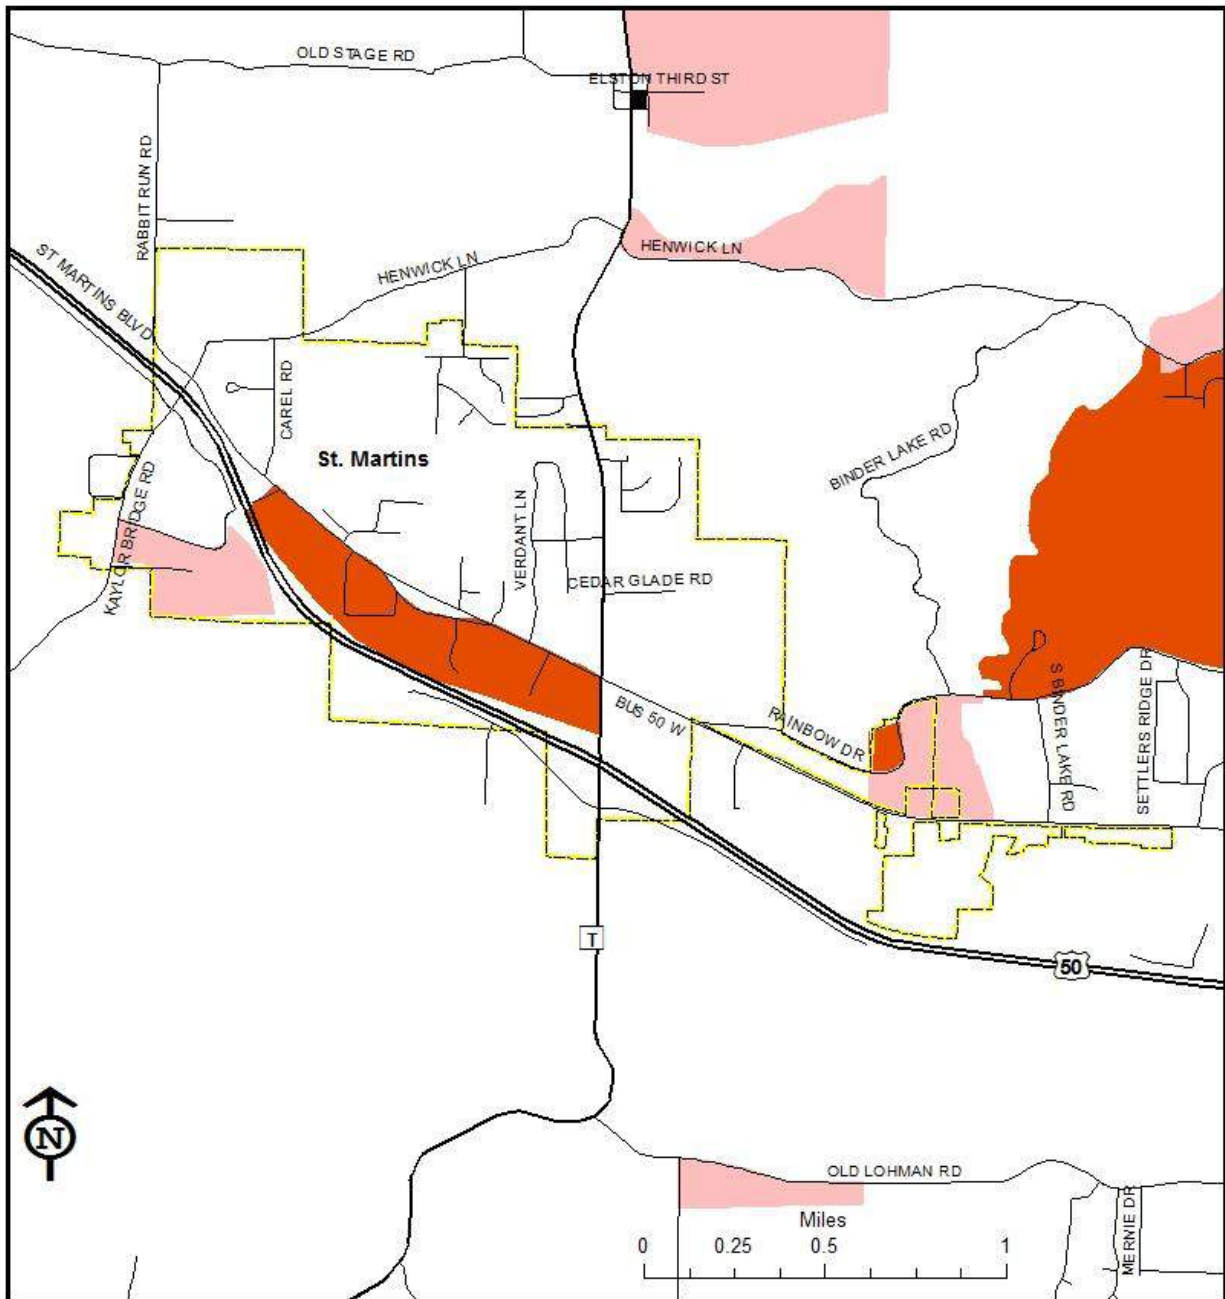 OLD STAGE RD
ELSTON THIRD ST
RABBIT RUN RD
ST MARTINS BLVD
HENWICK LN
HENWICK LN
CAREL RD
St. Martins
BINDER LAKE RD
KAYLOR BRIDGE RD
VERDANT LN
CEDAR GLADE RD
BUS 50 W
RAINBOW DR
S BINDER LAKE RD
SETTLERS RIDGE DR
T
50
N
OLD LOHMAN RD
MERNIE DR
Miles
0 0.25 0.5 1